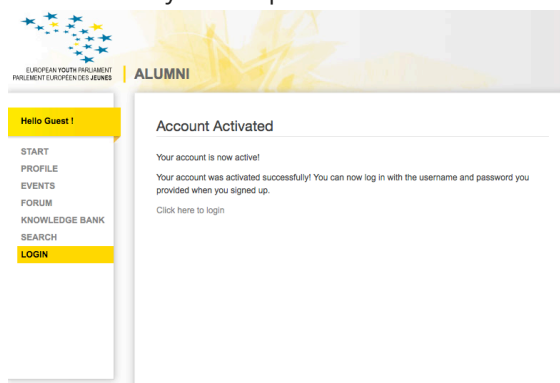 EUROPEAN YOUTH PARLIAMENT
PARLEMENT EUROPÉEN DES JEUNES
ALUMNI
Hello Guest !
START
PROFILE
EVENTS
FORUM
KNOWLEDGE BANK
SEARCH
LOGIN
Account Activated
Your account is now active!
Your account was activated successfully! You can now log in with the username and password you
provided when you signed up.
Click here to login